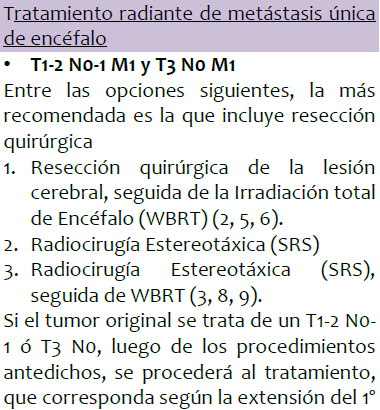 Tratamiento radiante de metástasis única
de encéfalo
• T1-2 N0-1 M1 y T3 N0 M1
Entre las opciones siguientes, la más
recomendada es la que incluye resección
quirúrgica
1. Resección quirúrgica de la lesión
cerebral, seguida de la Irradiación total
de Encéfalo (WBRT) (2, 5, 6).
2. Radiocirugía Estereotáxica (SRS)
3. Radiocirugía Estereotáxica (SRS),
seguida de WBRT (3, 8, 9).
Si el tumor original se trata de un T1-2 N0-
1 ó T3 N0, luego de los procedimientos
antedichos, se procederá al tratamiento,
que corresponda según la extensión del 1°